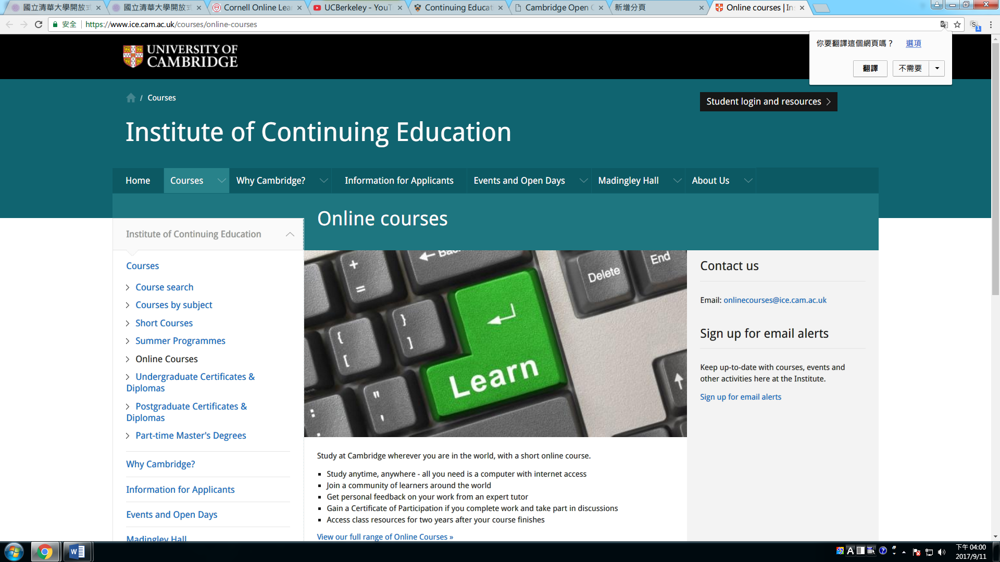 國立清華大學開放式
國立清華大學開放式
Cornell Online Lea
UCBerkeley - YouT
Continuing Educat
Cambridge Open C
新增分頁
Online courses | In
安全
https://www.ice.cam.ac.uk/courses/online-courses
你要翻譯這個網頁嗎？ 選項
翻譯 不需要
UNIVERSITY OF
CAMBRIDGE
/ Courses
Student login and resources
Institute of Continuing Education
Home Courses Why Cambridge? Information for Applicants Events and Open Days Madingley Hall About Us
Online courses
Institute of Continuing Education
Courses
Course search
Courses by subject
Short Courses
Summer Programmes
Online Courses
Undergraduate Certificates &
Diplomas
Postgraduate Certificates &
Diplomas
Part-time Master's Degrees
Why Cambridge?
Information for Applicants
Events and Open Days
Madingley Hall
+
=
{
[
}
]
"
'
:
;
Delete
End
Learn
Study at Cambridge wherever you are in the world, with a short online course.
▪ Study anytime, anywhere - all you need is a computer with internet access
▪ Join a community of learners around the world
▪ Get personal feedback on your work from an expert tutor
▪ Gain a Certificate of Participation if you complete work and take part in discussions
▪ Access class resources for two years after your course finishes
View our full range of Online Courses »
Contact us
Email: onlinecourses@ice.cam.ac.uk
Sign up for email alerts
Keep up-to-date with courses, events and
other activities here at the Institute.
Sign up for email alerts
下午 04:00
2017/9/11